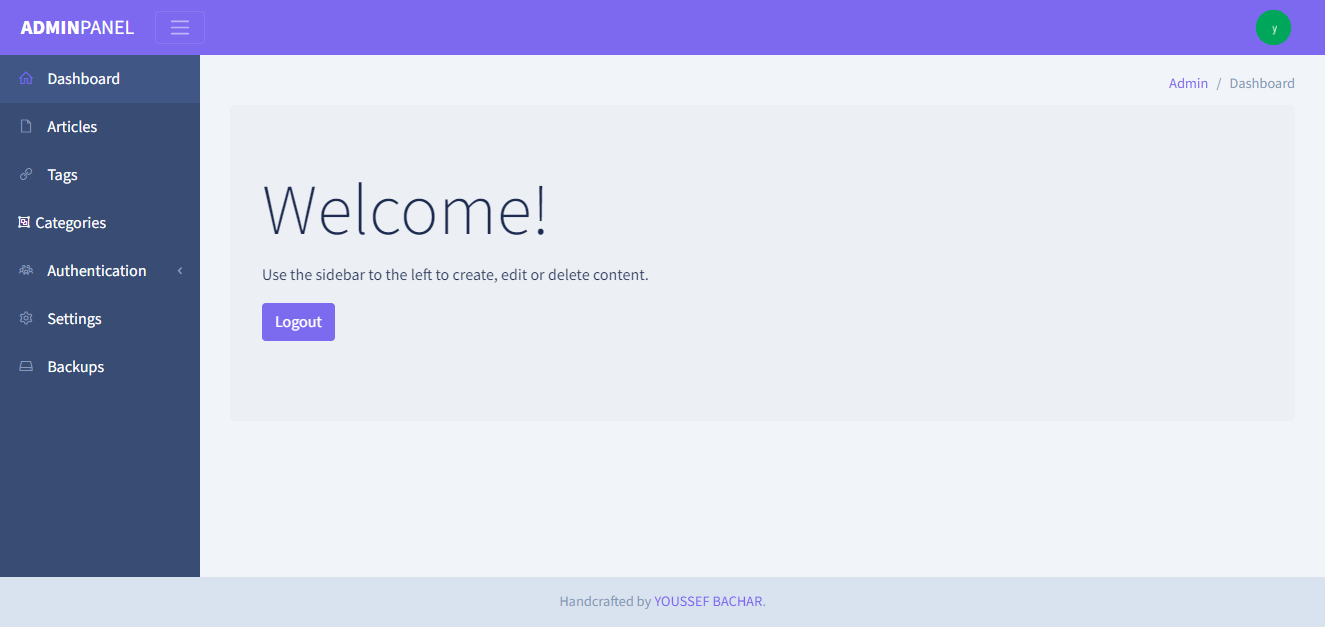 ADMINPANEL
y
Dashboard
Articles
Tags
Categories
Authentication
Settings
Backups
Admin / Dashboard
Welcome!
Use the sidebar to the left to create, edit or delete content.
Logout
Handcrafted by YOUSSEF BACHAR.